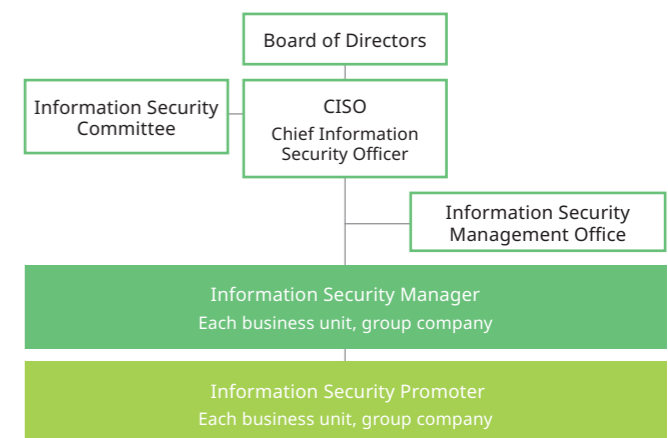 Board of Directors
Information Security
Committee
CISO
Chief Information
Security Officer
Information Security
Management Office
Information Security Manager
Each business unit, group company
Information Security Promoter
Each business unit, group company